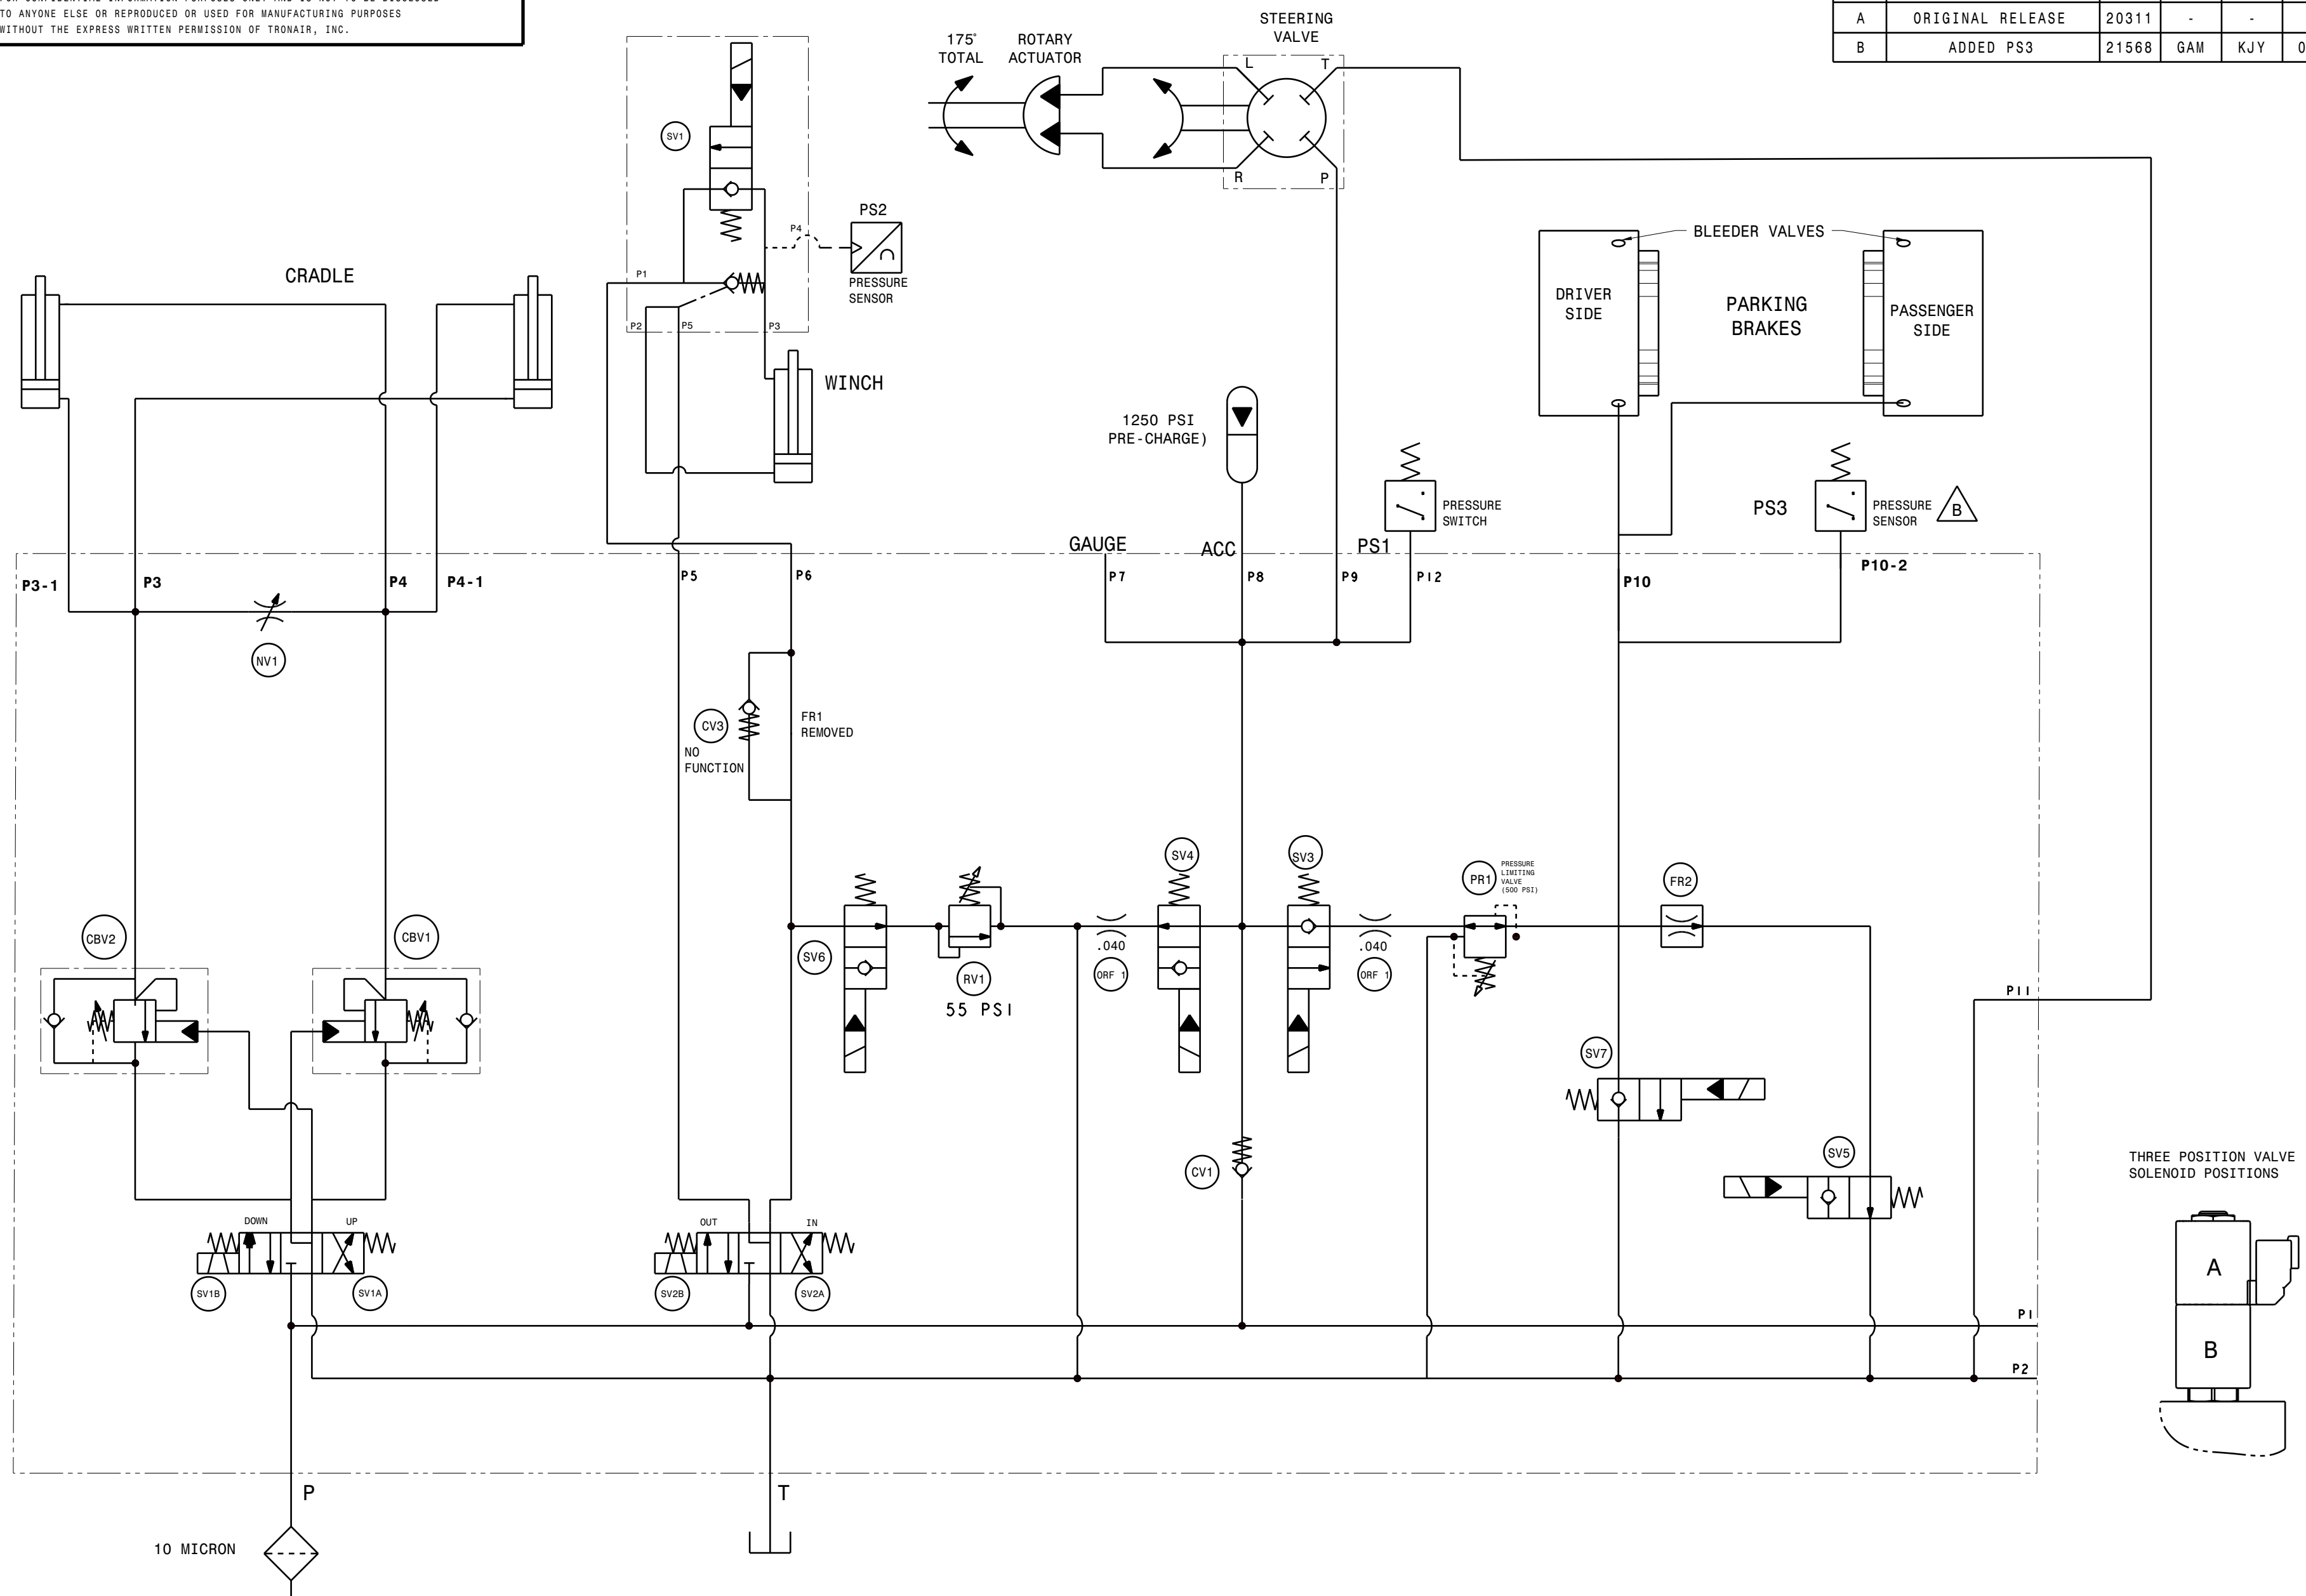 TO ANYONE ELSE OR REPRODUCED OR USED FOR MANUFACTURING PURPOSES
WITHOUT THE EXPRESS WRITTEN PERMISSION OF TRONAIR, INC.
A ORIGINAL RELEASE 20311 - -
B ADDED PS3 21568 GAM KJY
175° TOTAL
ROTARY ACTUATOR
STEERING VALVE
L
T
R
P
SV1
PS2
P4
PRESSURE SENSOR
P1
P2
P5
P3
CRADLE
WINCH
BLEEDER VALVES
DRIVER SIDE
PARKING BRAKES
PASSENGER SIDE
1250 PSI
PRE-CHARGE)
PRESSURE SWITCH
PS3
PRESSURE SENSOR
B
GAUGE
ACC
PS1
P3-1
P3
P4
P4-1
P5
P6
P7
P8
P9
P12
P10
P10-2
NV1
CV3
NO FUNCTION
FR1 REMOVED
SV4
SV3
PR1
PRESSURE
LIMITING
VALVE
(500 PSI)
FR2
CBV2
CBV1
SV6
RV1
55 PSI
.040
ORF 1
.040
ORF 1
P11
SV7
CV1
SV5
THREE POSITION VALVE
SOLENOID POSITIONS
DOWN
UP
SV1B
SV1A
OUT
IN
SV2B
SV2A
A
B
P1
P2
P
T
10 MICRON